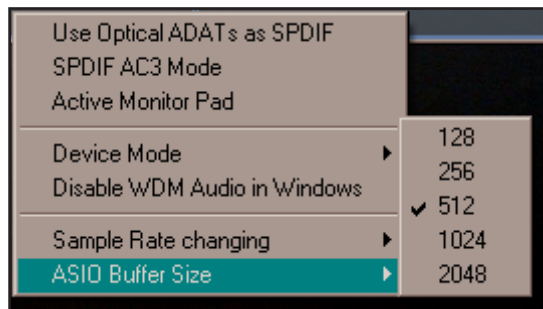 Use Optical ADATs as SPDIF
SPDIF AC3 Mode
Active Monitor Pad
Device Mode
Disable WDM Audio in Windows
Sample Rate changing
ASIO Buffer Size
128
256
512
1024
2048